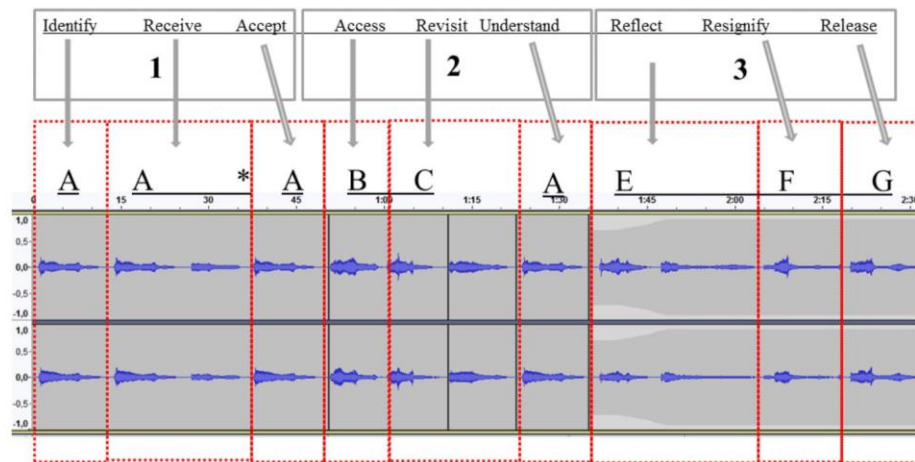 Identify Receive Accept Access Revisit Understand Reflect Resignify Release
1 2 3
A A * A B C A E F G
0 15 30 45 1:00 1:15 1:30 1:45 2:00 2:15 2:30
1,0
0,5
0,0
-0,5
-1,0
1,0
0,5
0,0
-0,5
-1,0